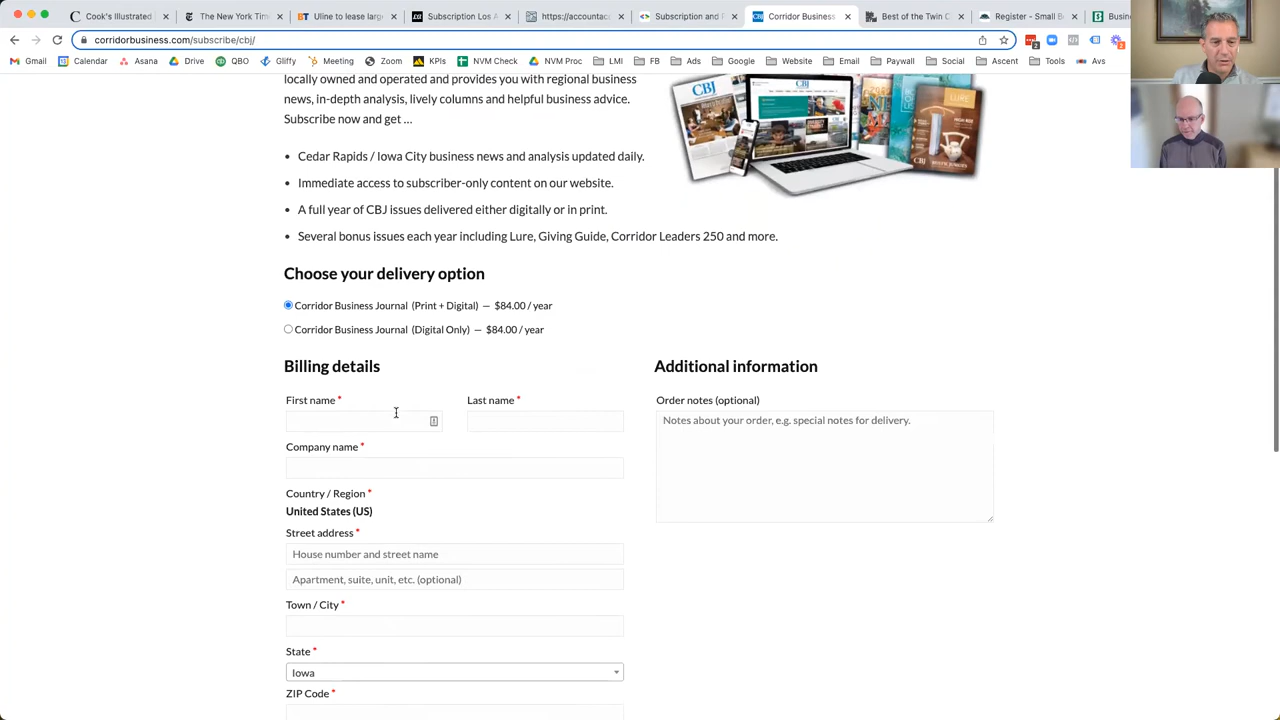 Cook's Illustrated
The New York Tim
Uline to lease larg
Subscription Los A
https://accountac
Subscription and P
Corridor Business
Best of the Twin C
Register - Small B
Busin
corridorbusiness.com/subscribe/cbj/
Gmail
Calendar
Asana
Drive
QBO
Gliffy
Meeting
Zoom
KPIs
NVM Check
NVM Proc
LMI
FB
Ads
Google
Website
Email
Paywall
Social
Ascent
Tools
Avs
locally owned and operated and provides you with regional business
news, in-depth analysis, lively columns and helpful business advice.
Subscribe now and get ...
CBJ
CBJ
LURE
• Cedar Rapids / Iowa City business news and analysis updated daily.
• Immediate access to subscriber-only content on our website.
• A full year of CBJ issues delivered either digitally or in print.
• Several bonus issues each year including Lure, Giving Guide, Corridor Leaders 250 and more.
Choose your delivery option
Corridor Business Journal (Print + Digital) — $84.00 / year
Corridor Business Journal (Digital Only) — $84.00 / year
Billing details
Additional information
First name *
Last name *
Order notes (optional)
Notes about your order, e.g. special notes for delivery.
Company name *
Country / Region *
United States (US)
Street address *
House number and street name
Apartment, suite, unit, etc. (optional)
Town / City *
State *
Iowa
ZIP Code *